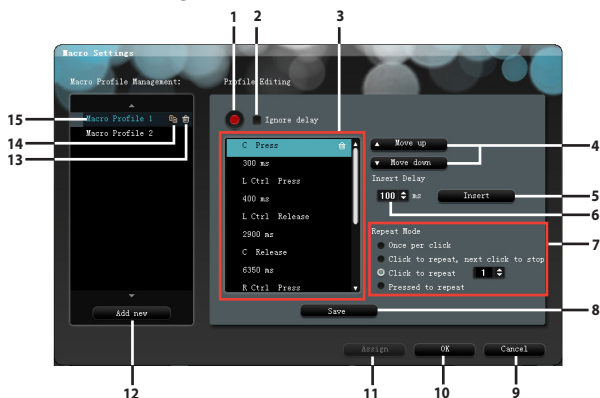 1 2 3
Macro Settings
Macro Profile Management:
Profile Editing
15
Macro Profile 1
Ignore delay
14
Macro Profile 2
13
C Press
Move up
4
300 ms
Move down
L Ctrl Press
Insert Delay
400 ms
100 ms
Insert
5
L Ctrl Release
6
2900 ms
Repeat Mode
7
C Release
Once per click
6350 ms
Click to repeat, next click to stop
R Ctrl Press
Click to repeat 1
Pressed to repeat
Add new
Save
8
Assign
OK
Cancel
12 11 10 9